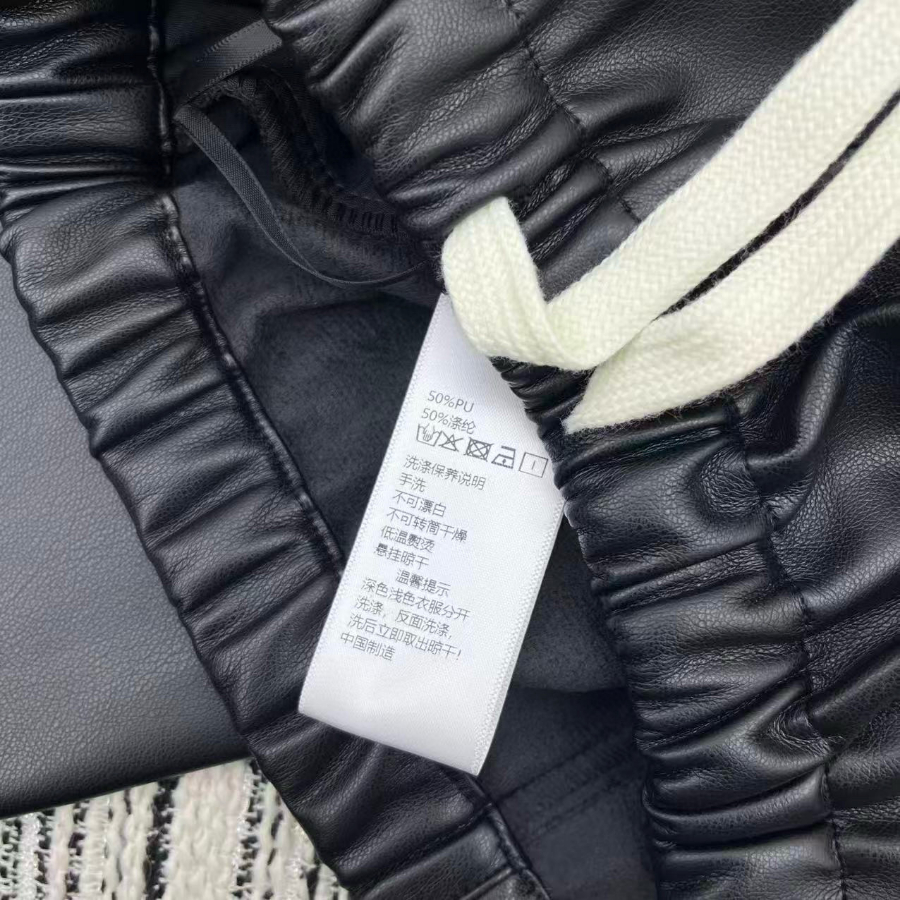 50%PU
50%涤纶
洗涤保养说明
手洗
不可漂白
不可转筒干燥
低温熨烫
悬挂晾干
温馨提示
深色浅色衣服分开
洗涤，反面洗涤，
洗后立即取出晾干！
中国制造